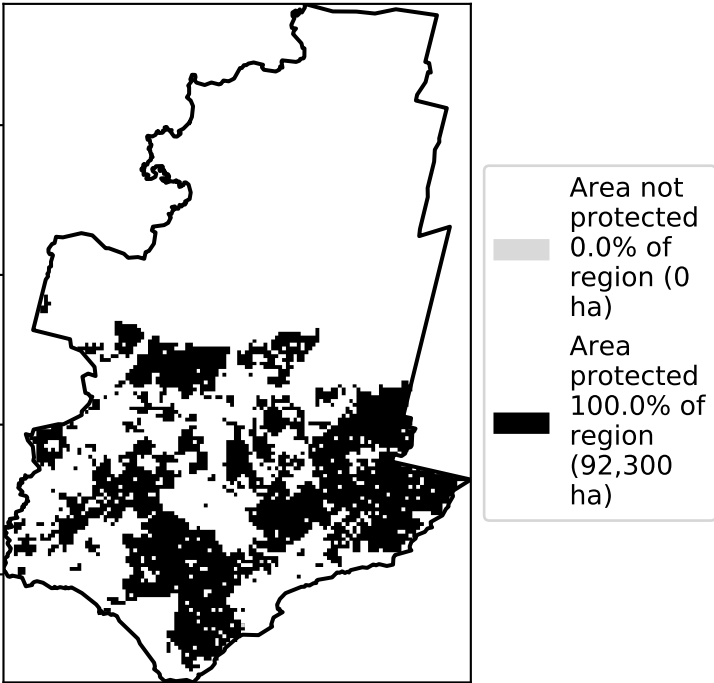 Area not
protected
0.0% of
region (0
ha)
Area
protected
100.0% of
region
(92,300
ha)